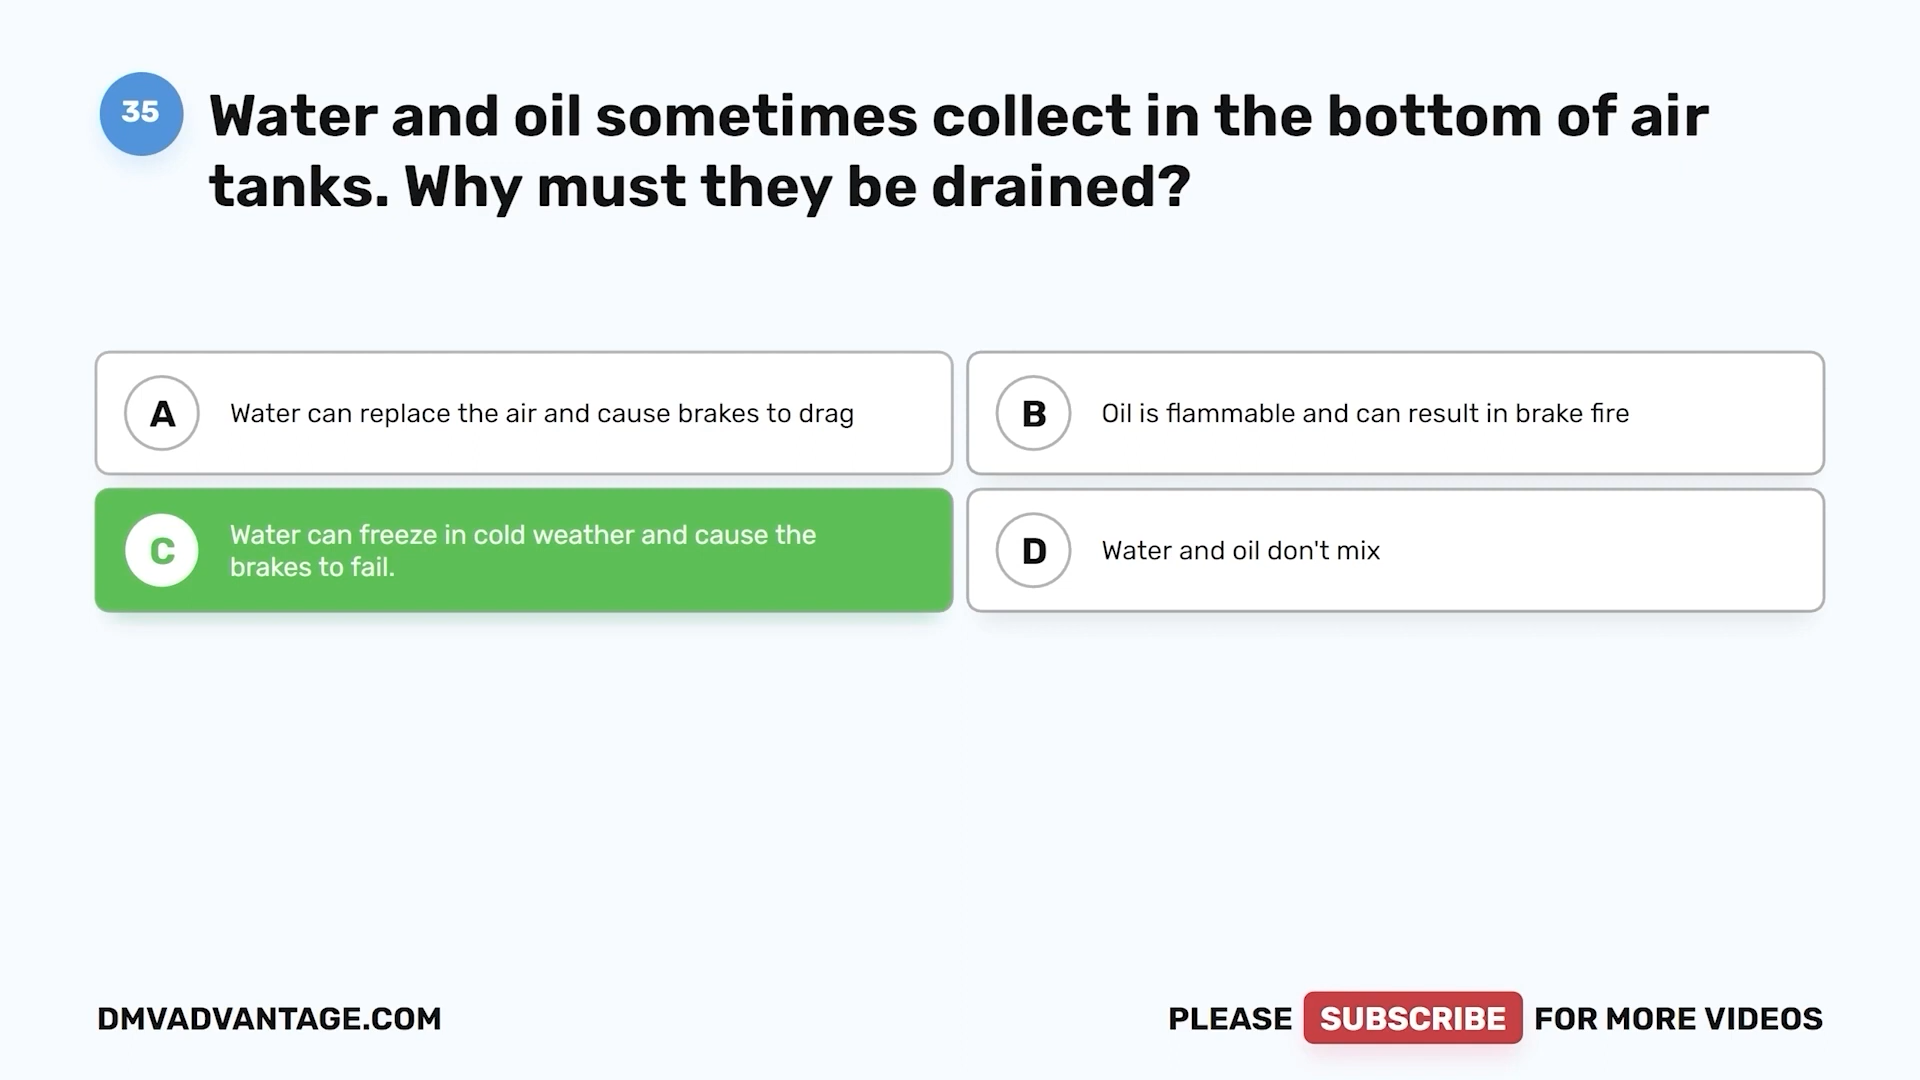 35
Water and oil sometimes collect in the bottom of air
tanks. Why must they be drained?
A
Water can replace the air and cause brakes to drag
B
Oil is flammable and can result in brake fire
C
Water can freeze in cold weather and cause the
brakes to fail.
D
Water and oil don't mix
DMVADVANTAGE.COM
PLEASE SUBSCRIBE FOR MORE VIDEOS